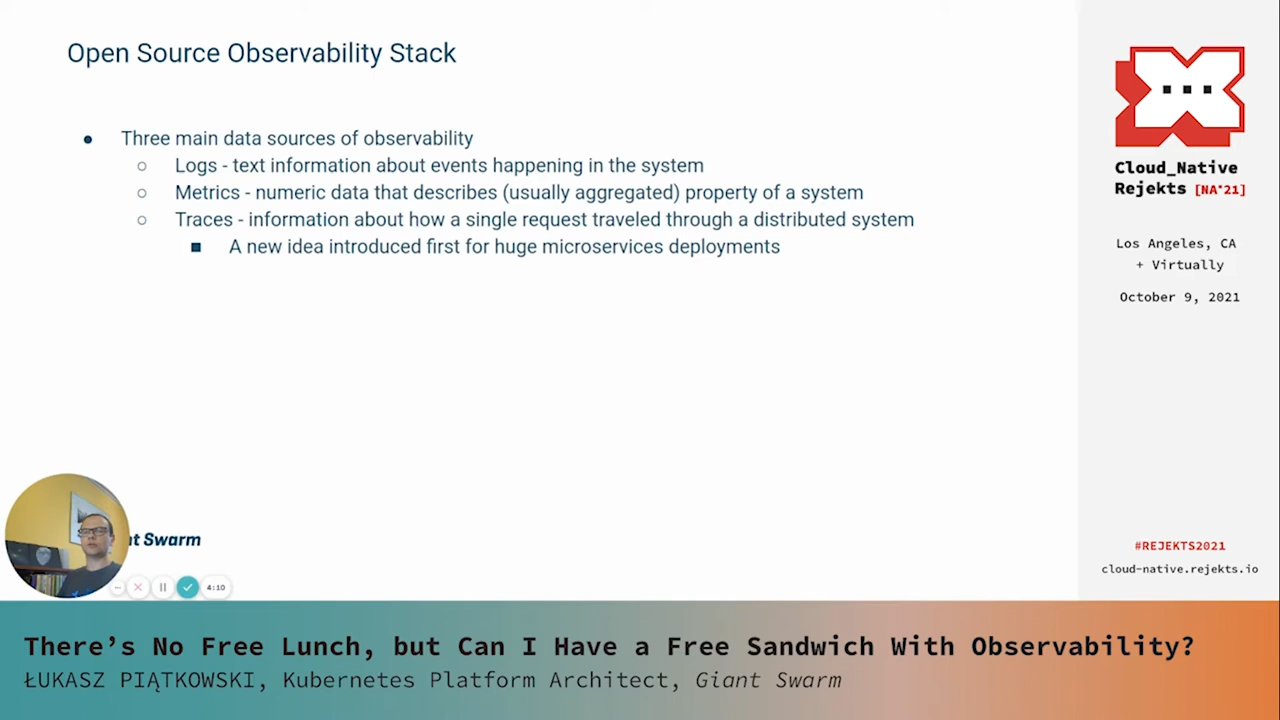 Open Source Observability Stack
● Three main data sources of observability
○ Logs - text information about events happening in the system
○ Metrics - numeric data that describes (usually aggregated) property of a system
○ Traces - information about how a single request traveled through a distributed system
■ A new idea introduced first for huge microservices deployments
nt Swarm
4:10
Cloud_Native
Rejekts [NA'21]
Los Angeles, CA
+ Virtually
October 9, 2021
#REJEKTS2021
cloud-native.rejekts.io
There's No Free Lunch, but Can I Have a Free Sandwich With Observability?
ŁUKASZ PIĄTKOWSKI, Kubernetes Platform Architect, Giant Swarm